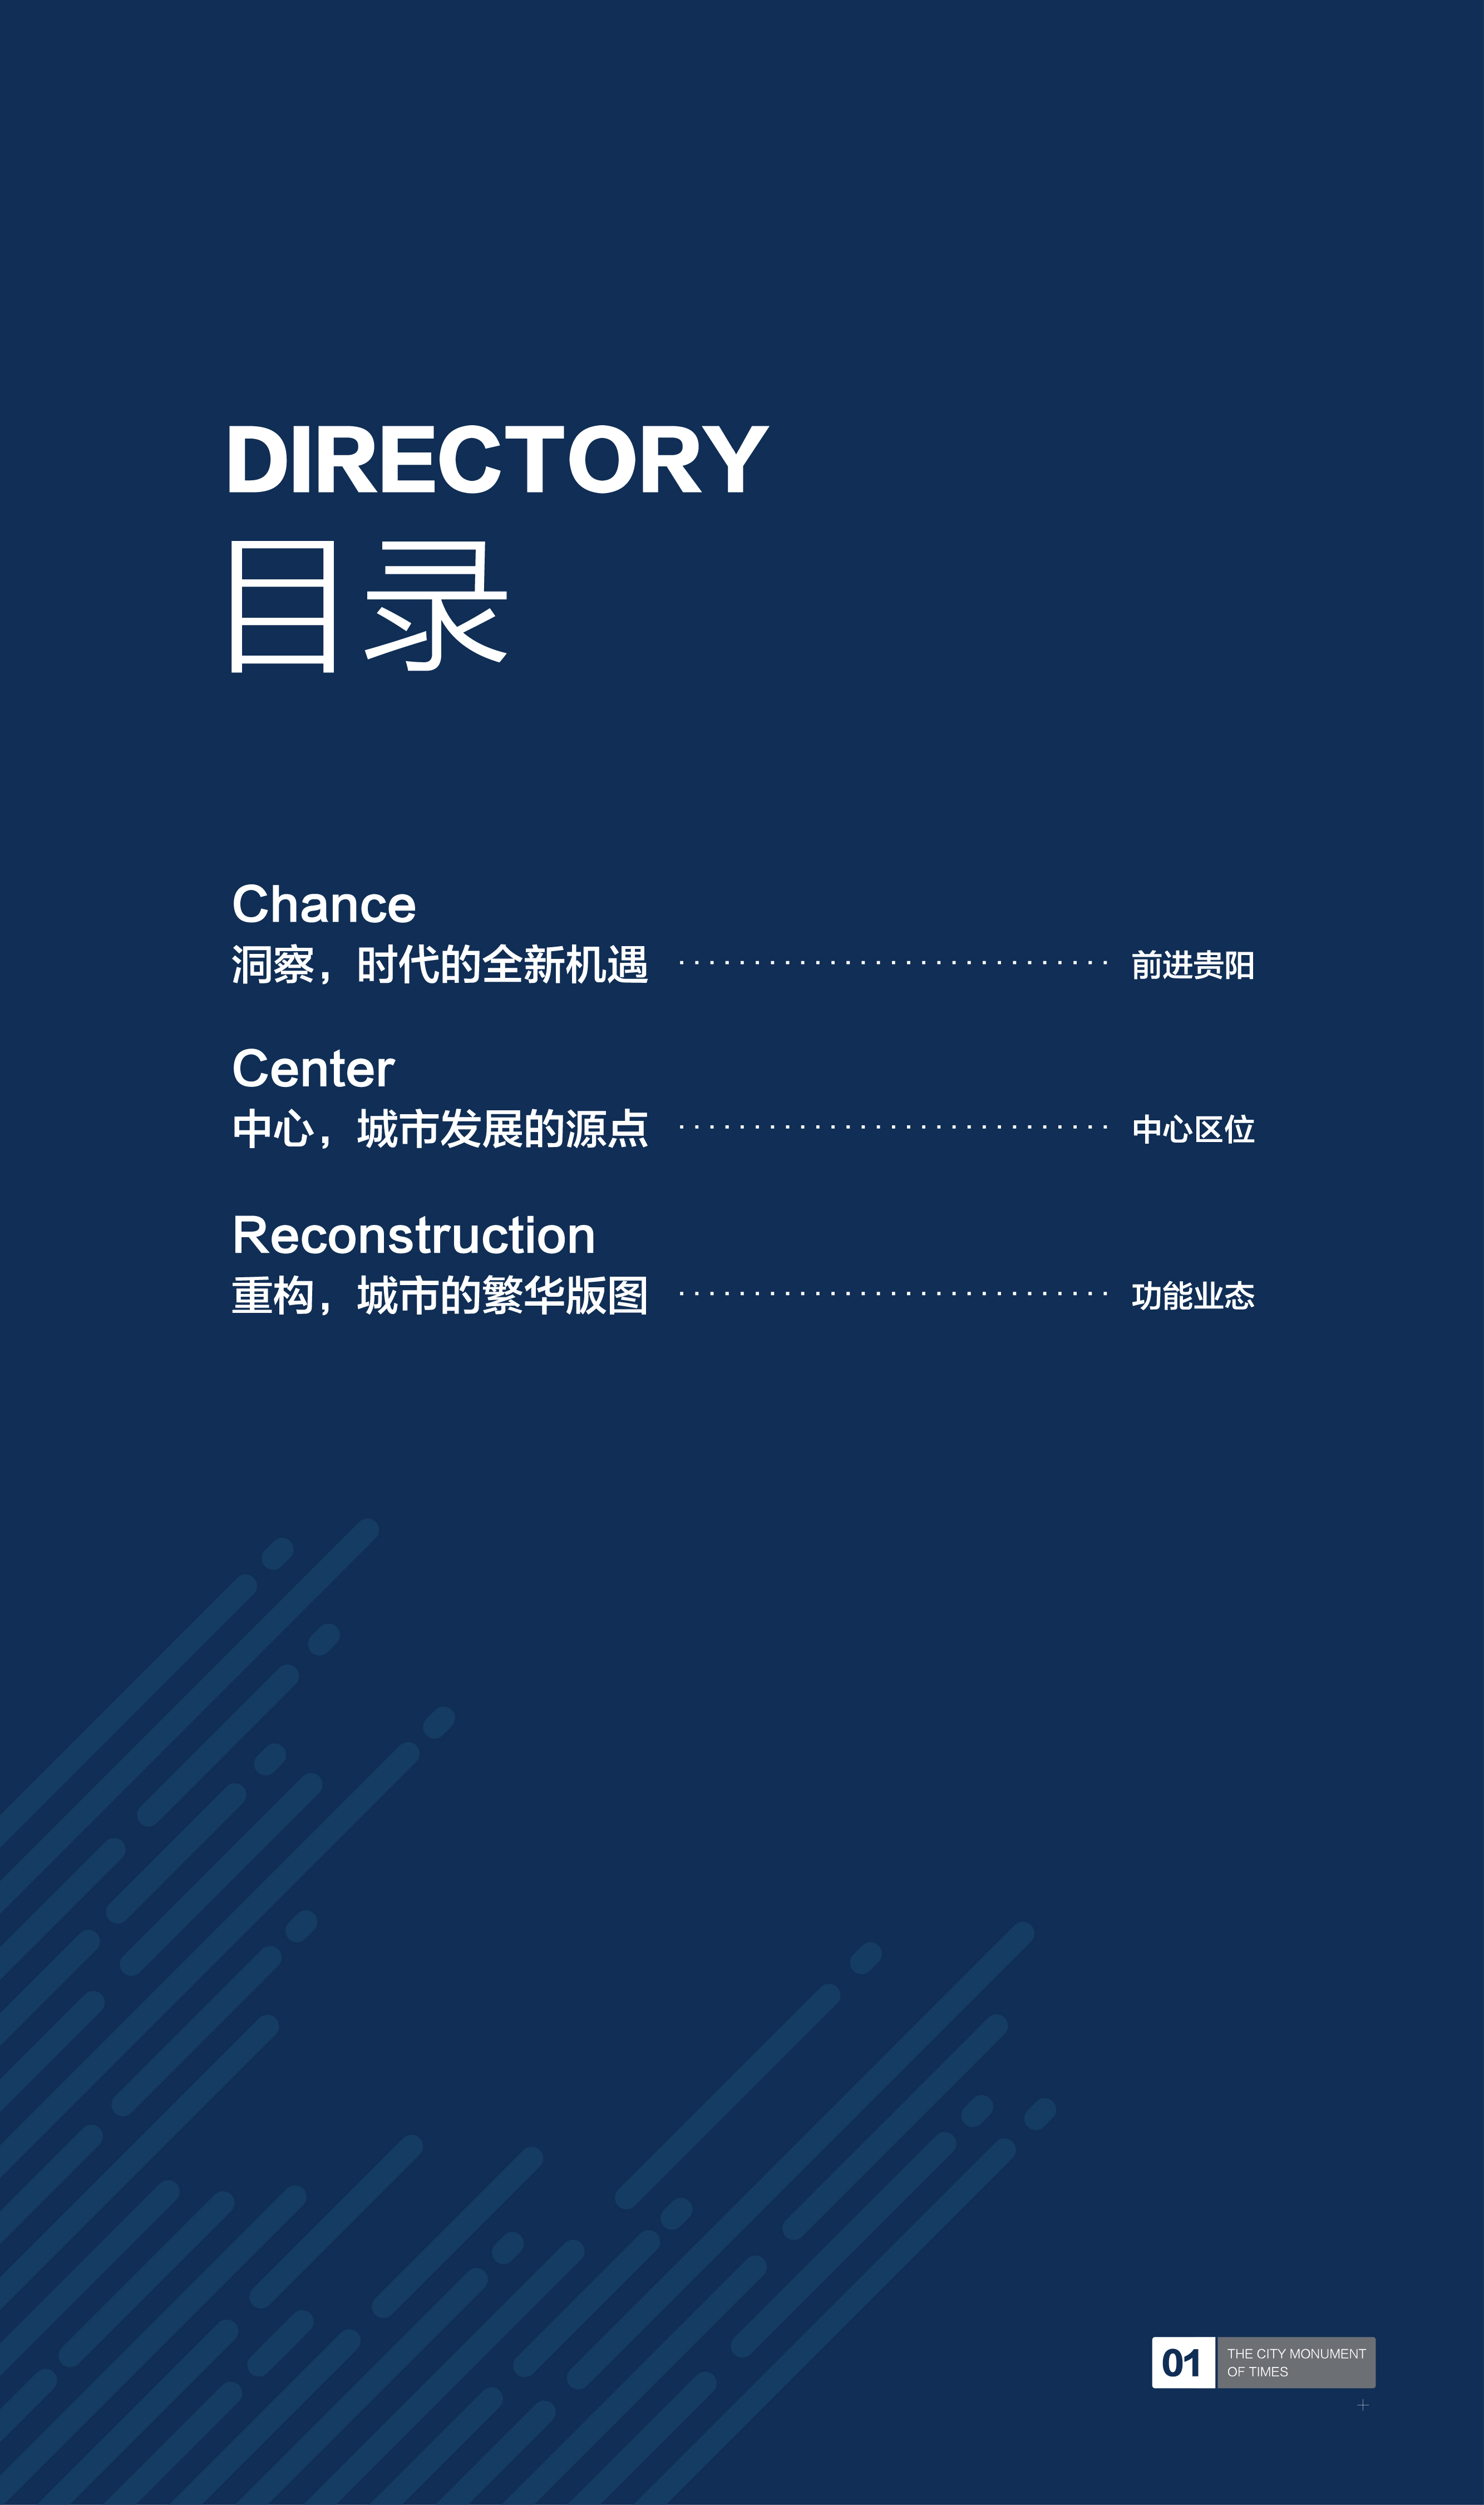 DIRECTORY
目录
Chance
洞察，时代的全新机遇 ............................. 前进贵阳
Center
中心，城市发展的源点 ............................. 中心区位
Reconstruction
重构，城市的繁华版图 ............................. 功能业态
01 THE CITY MONUMENT
OF TIMES